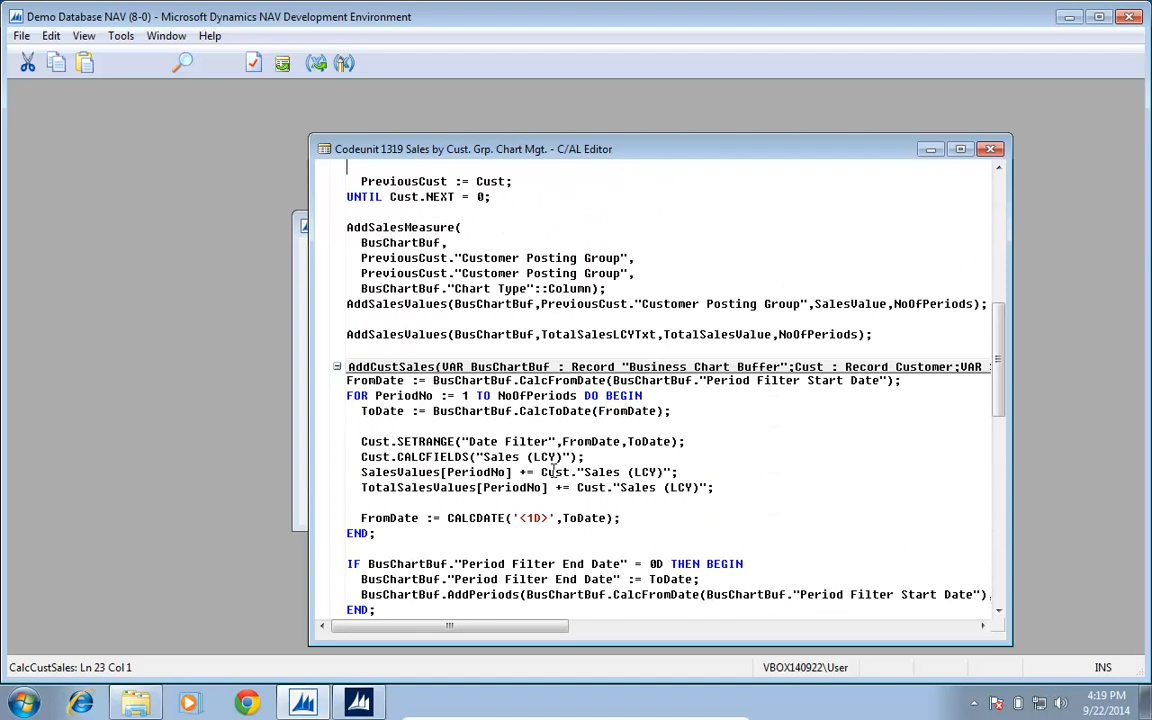 Demo Database NAV (8-0) - Microsoft Dynamics NAV Development Environment
File Edit View Tools Window Help
Codeunit 1319 Sales by Cust. Grp. Chart Mgt. - C/AL Editor
PreviousCust := Cust;
UNTIL Cust.NEXT = 0;
AddSalesMeasure(
BusChartBuf,
PreviousCust."Customer Posting Group",
PreviousCust."Customer Posting Group",
BusChartBuf."Chart Type"::Column);
AddSalesValues(BusChartBuf,PreviousCust."Customer Posting Group",SalesValue,NoOfPeriods);
AddSalesValues(BusChartBuf,TotalSalesLCYTxt,TotalSalesValue,NoOfPeriods);
AddCustSales(VAR BusChartBuf : Record "Business Chart Buffer";Cust : Record Customer;VAR
FromDate := BusChartBuf.CalcFromDate(BusChartBuf."Period Filter Start Date");
FOR PeriodNo := 1 TO NoOfPeriods DO BEGIN
ToDate := BusChartBuf.CalcToDate(FromDate);
Cust.SETRANGE("Date Filter",FromDate,ToDate);
Cust.CALCFIELDS("Sales (LCY)");
SalesValues[PeriodNo] += Cust."Sales (LCY)";
TotalSalesValues[PeriodNo] += Cust."Sales (LCY)";
FromDate := CALCDATE('<1D>',ToDate);
END;
IF BusChartBuf."Period Filter End Date" = 0D THEN BEGIN
BusChartBuf."Period Filter End Date" := ToDate;
BusChartBuf.AddPeriods(BusChartBuf.CalcFromDate(BusChartBuf."Period Filter Start Date"),
END;
CalcCustSales: Ln 23 Col 1 VBOX140922\User INS
4:19 PM
9/22/2014